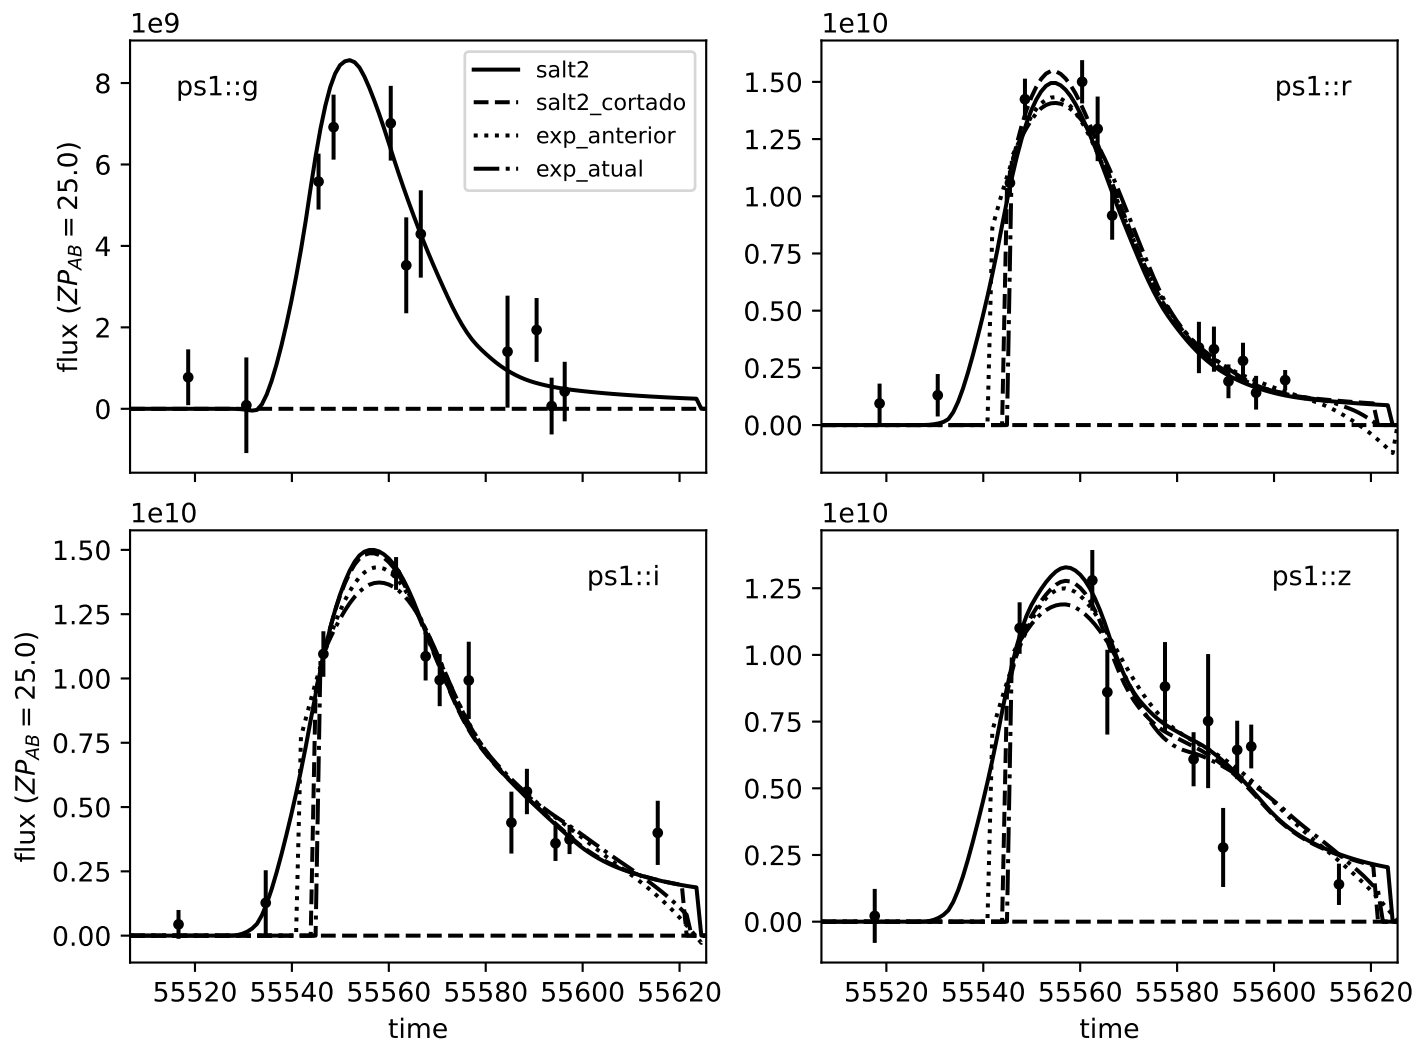 1e9
1e10
8
6
4
2
0
flux (ZP_AB = 25.0)
ps1::g
salt2
salt2_cortado
exp_anterior
exp_atual
1.50
1.25
1.00
0.75
0.50
0.25
0.00
ps1::r
1e10
1e10
1.50
1.25
1.00
0.75
0.50
0.25
0.00
flux (ZP_AB = 25.0)
ps1::i
55520 55540 55560 55580 55600 55620
time
1.25
1.00
0.75
0.50
0.25
0.00
ps1::z
55520 55540 55560 55580 55600 55620
time